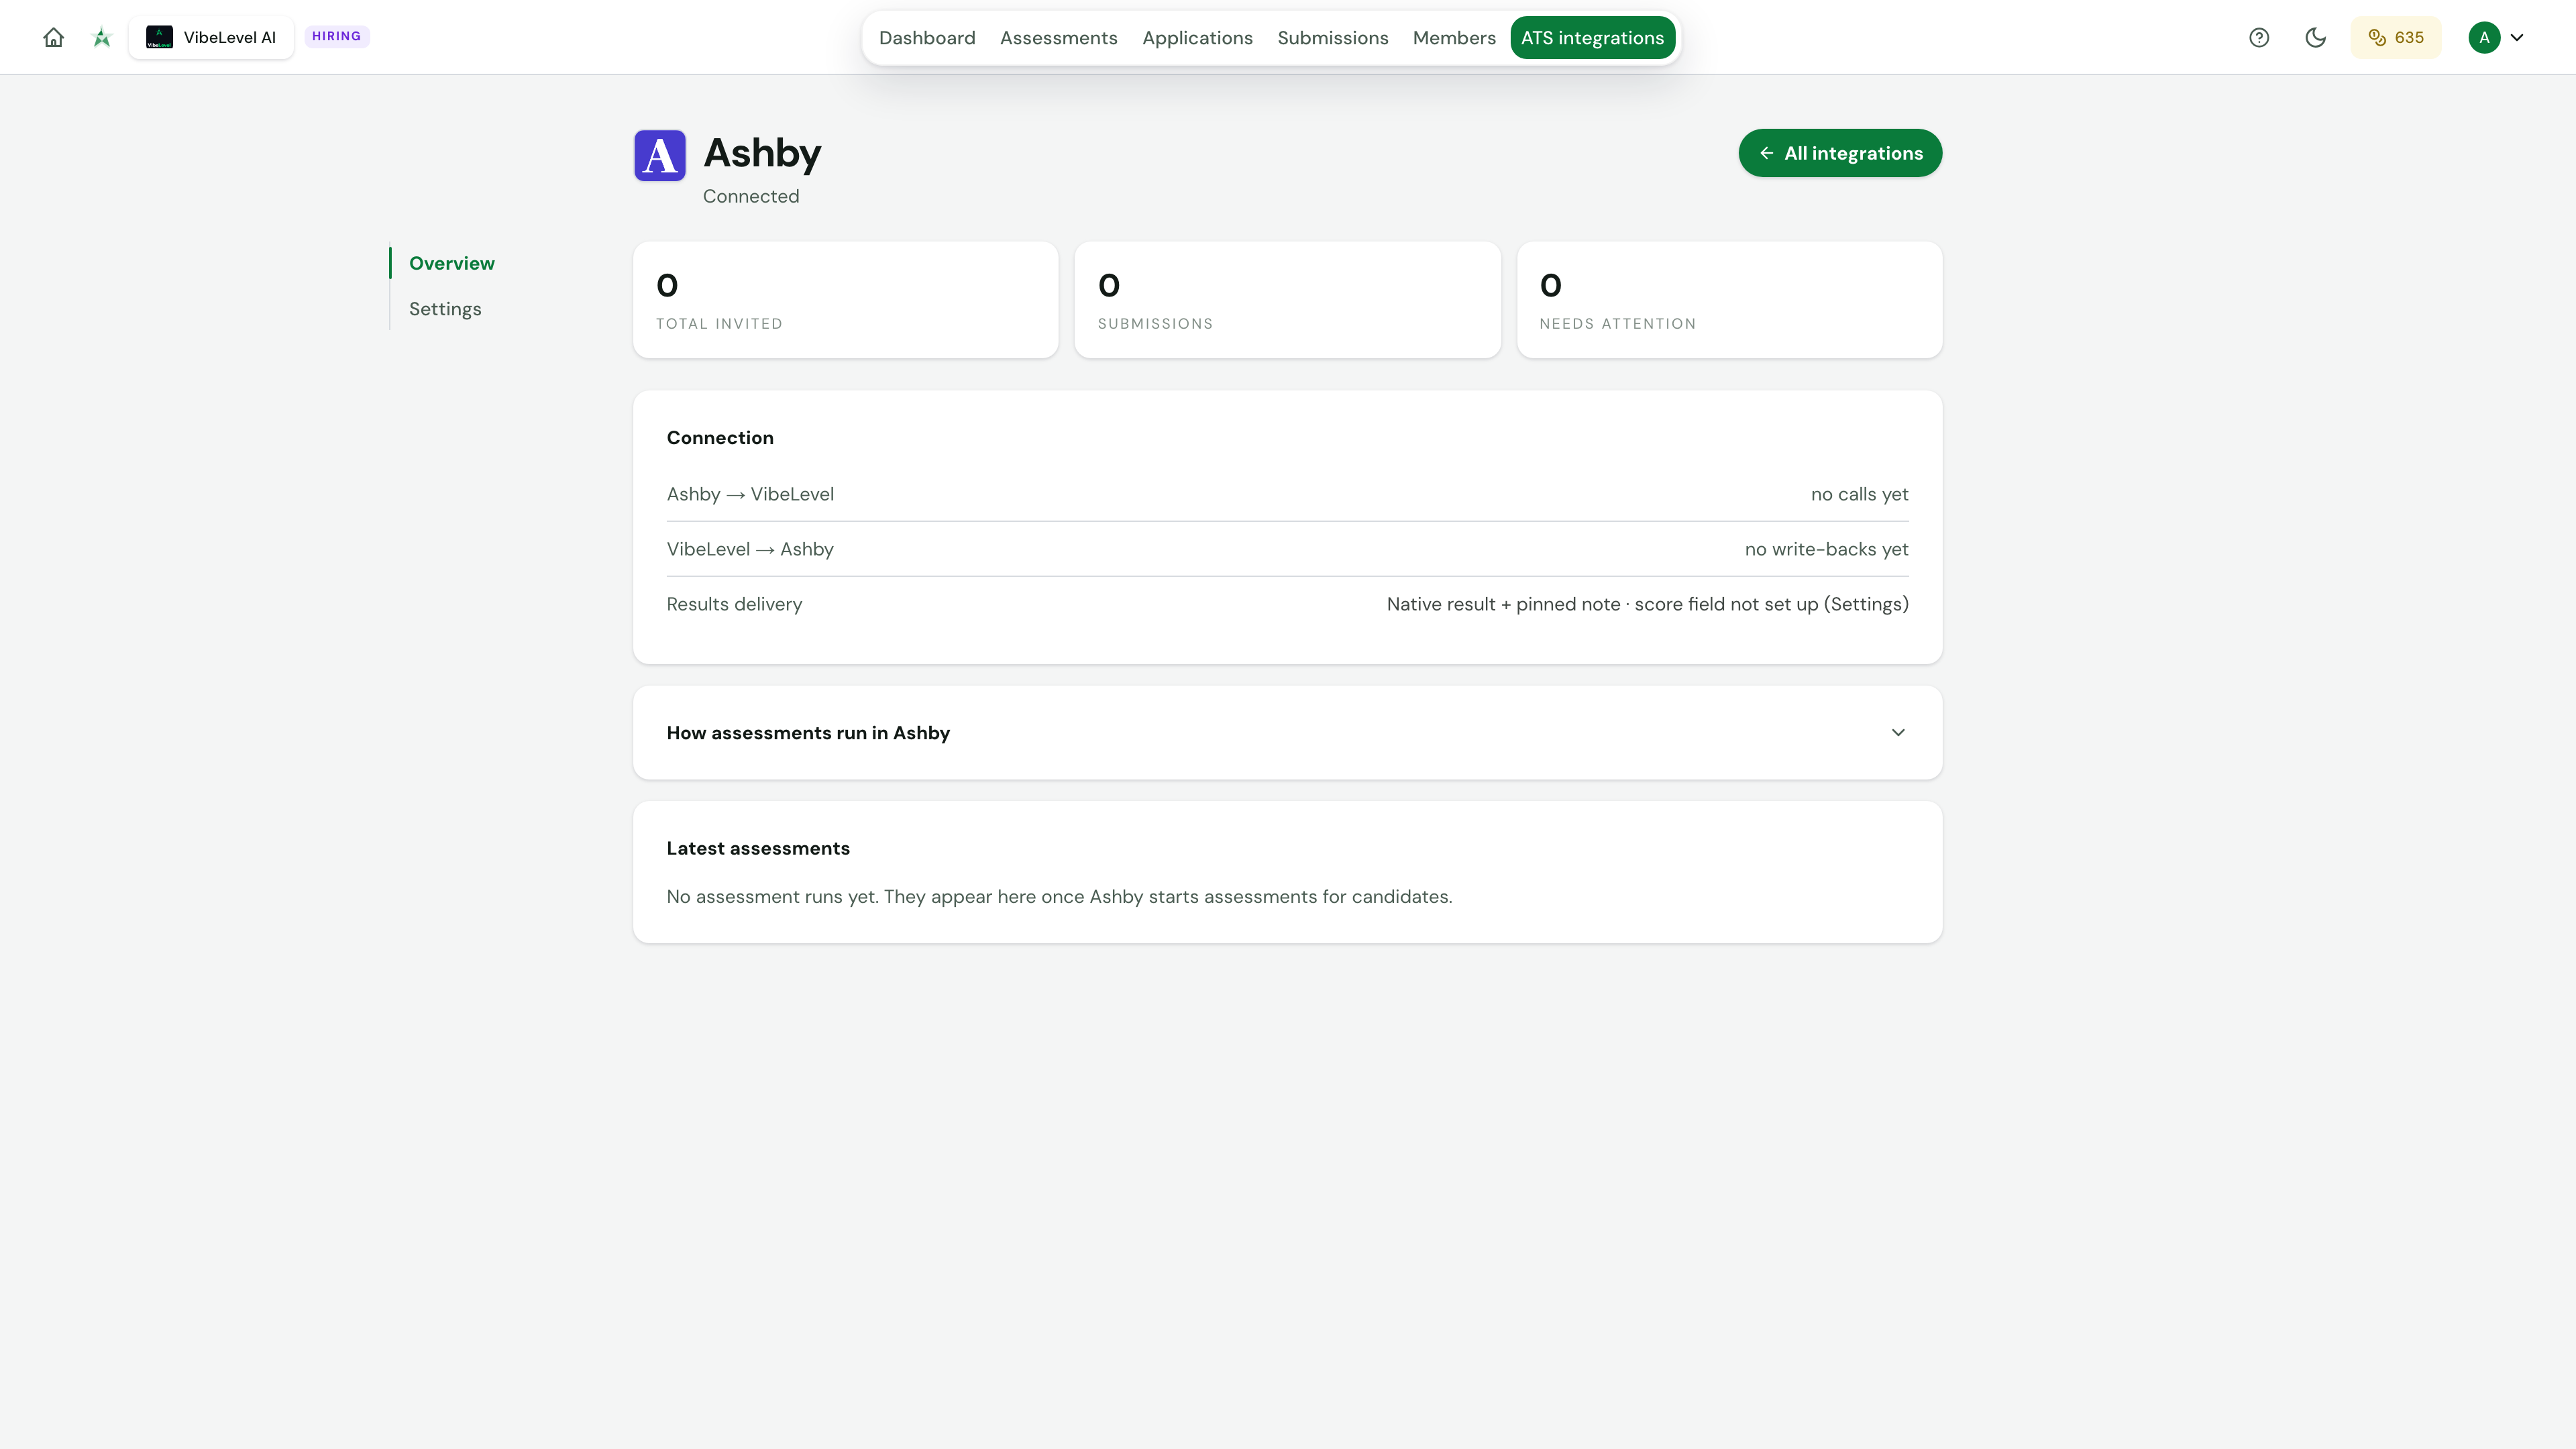 VibeLevel AI
HIRING
Dashboard
Assessments
Applications
Submissions
Members
ATS integrations
635
A
A
Ashby
Connected
← All integrations
Overview
Settings
0
TOTAL INVITED
0
SUBMISSIONS
0
NEEDS ATTENTION
Connection
Ashby → VibeLevel
no calls yet
VibeLevel → Ashby
no write-backs yet
Results delivery
Native result + pinned note · score field not set up (Settings)
How assessments run in Ashby
Latest assessments
No assessment runs yet. They appear here once Ashby starts assessments for candidates.